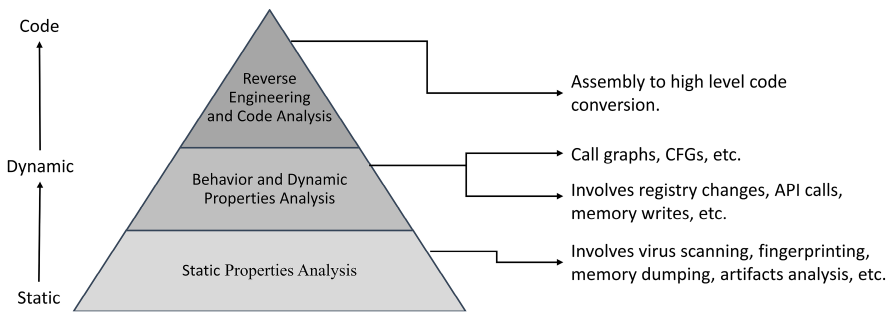 Code
Reverse
Engineering
and Code Analysis
Assembly to high level code
conversion.
Dynamic
Behavior and Dynamic
Properties Analysis
Call graphs, CFGs, etc.
Involves registry changes, API calls,
memory writes, etc.
Static Properties Analysis
Involves virus scanning, fingerprinting,
memory dumping, artifacts analysis, etc.
Static